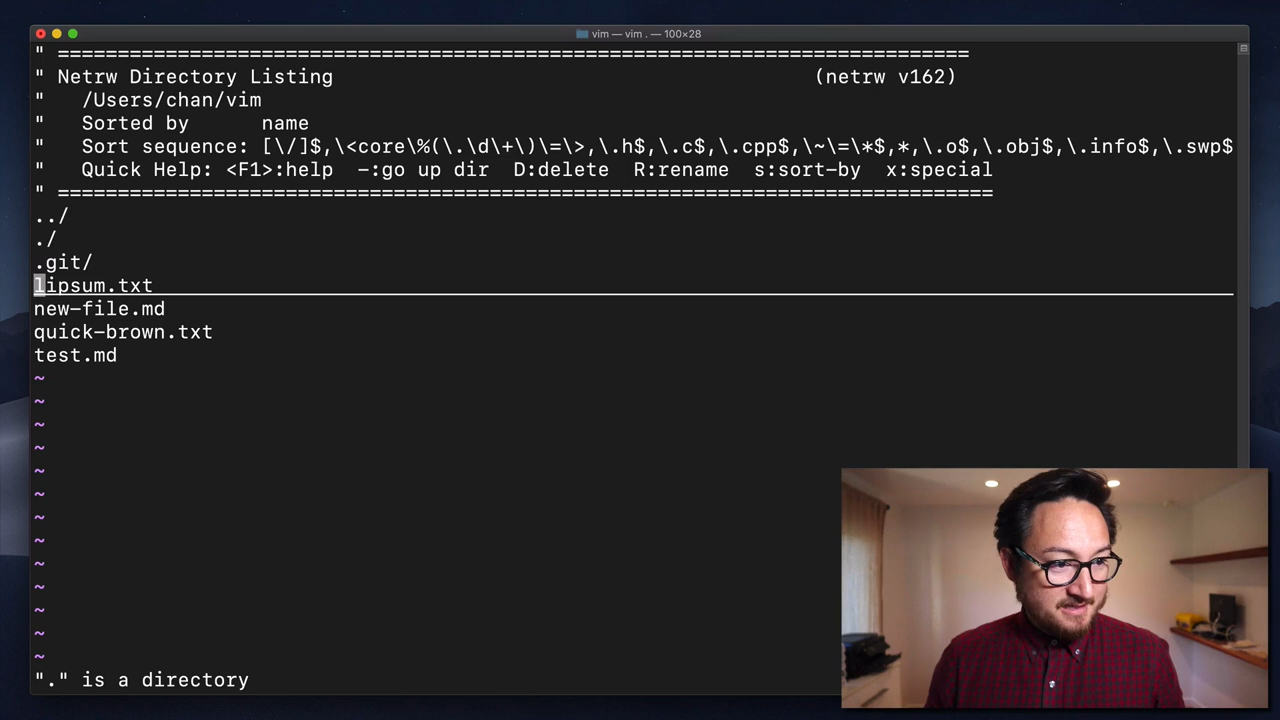 vim — vim . — 100×28
" ============================================================================
" Netrw Directory Listing (netrw v162)
" /Users/chan/vim
" Sorted by name
" Sort sequence: [\/]$,\<core\%(\.\d\+\)\=\>,\.h$,\.c$,\.cpp$,\~\=\*$,*,\.o$,\.obj$,\.info$,\.swp$
" Quick Help: <F1>:help -:go up dir D:delete R:rename s:sort-by x:special
" ==============================================================================
../
./
.git/
lipsum.txt
new-file.md
quick-brown.txt
test.md
~
~
~
~
~
~
~
~
~
~
~
~
~
"." is a directory